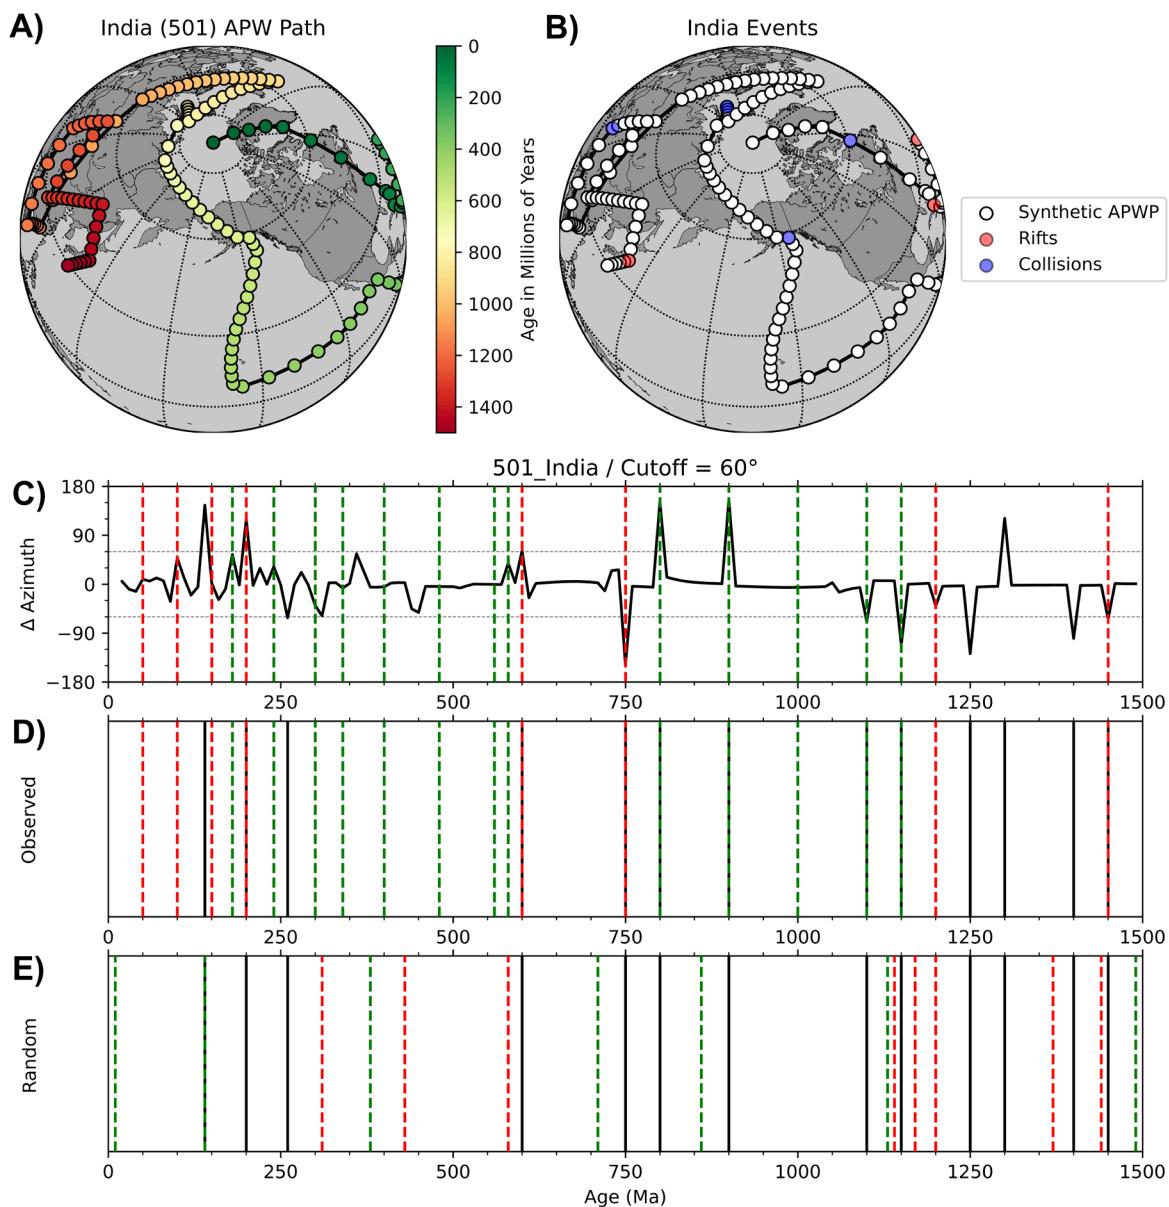 A)
India (501) APW Path
0
200
400
600
800
1000
1200
1400
Age in Millions of Years
B)
India Events
Synthetic APWP
Rifts
Collisions
C)
501_India / Cutoff = 60°
180
90
0
−90
−180
Δ Azimuth
0 250 500 750 1000 1250 1500
D)
Observed
0 250 500 750 1000 1250 1500
E)
Random
0 250 500 750 1000 1250 1500
Age (Ma)